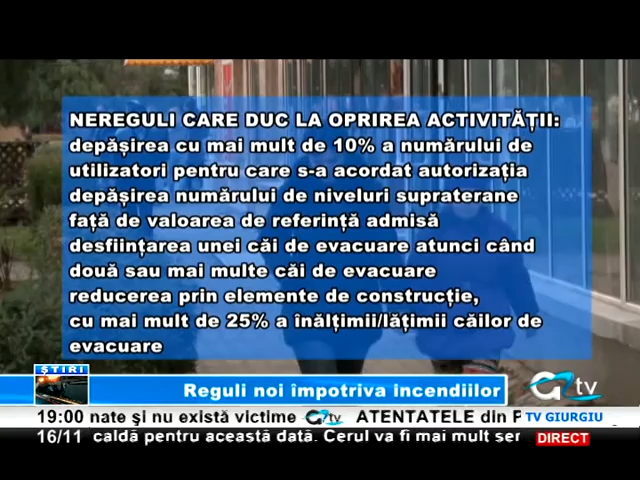 NEREGULI CARE DUC LA OPRIREA ACTIVITĂȚII:
depășirea cu mai mult de 10% a numărului de
utilizatori pentru care s-a acordat autorizația
depășirea numărului de niveluri supraterane
față de valoarea de referință admisă
desființarea unei căi de evacuare atunci când
două sau mai multe căi de evacuare
reducerea prin elemente de construcție,
cu mai mult de 25% a înălțimii/lățimii căilor de
evacuare
ȘTIRI
Reguli noi împotriva incendiilor
GZtv
19:00 nate și nu există victime GZtv ATENTATELE din TV GIURGIU
16/11 caldă pentru această dată. Cerul va fi mai mult DIRECT